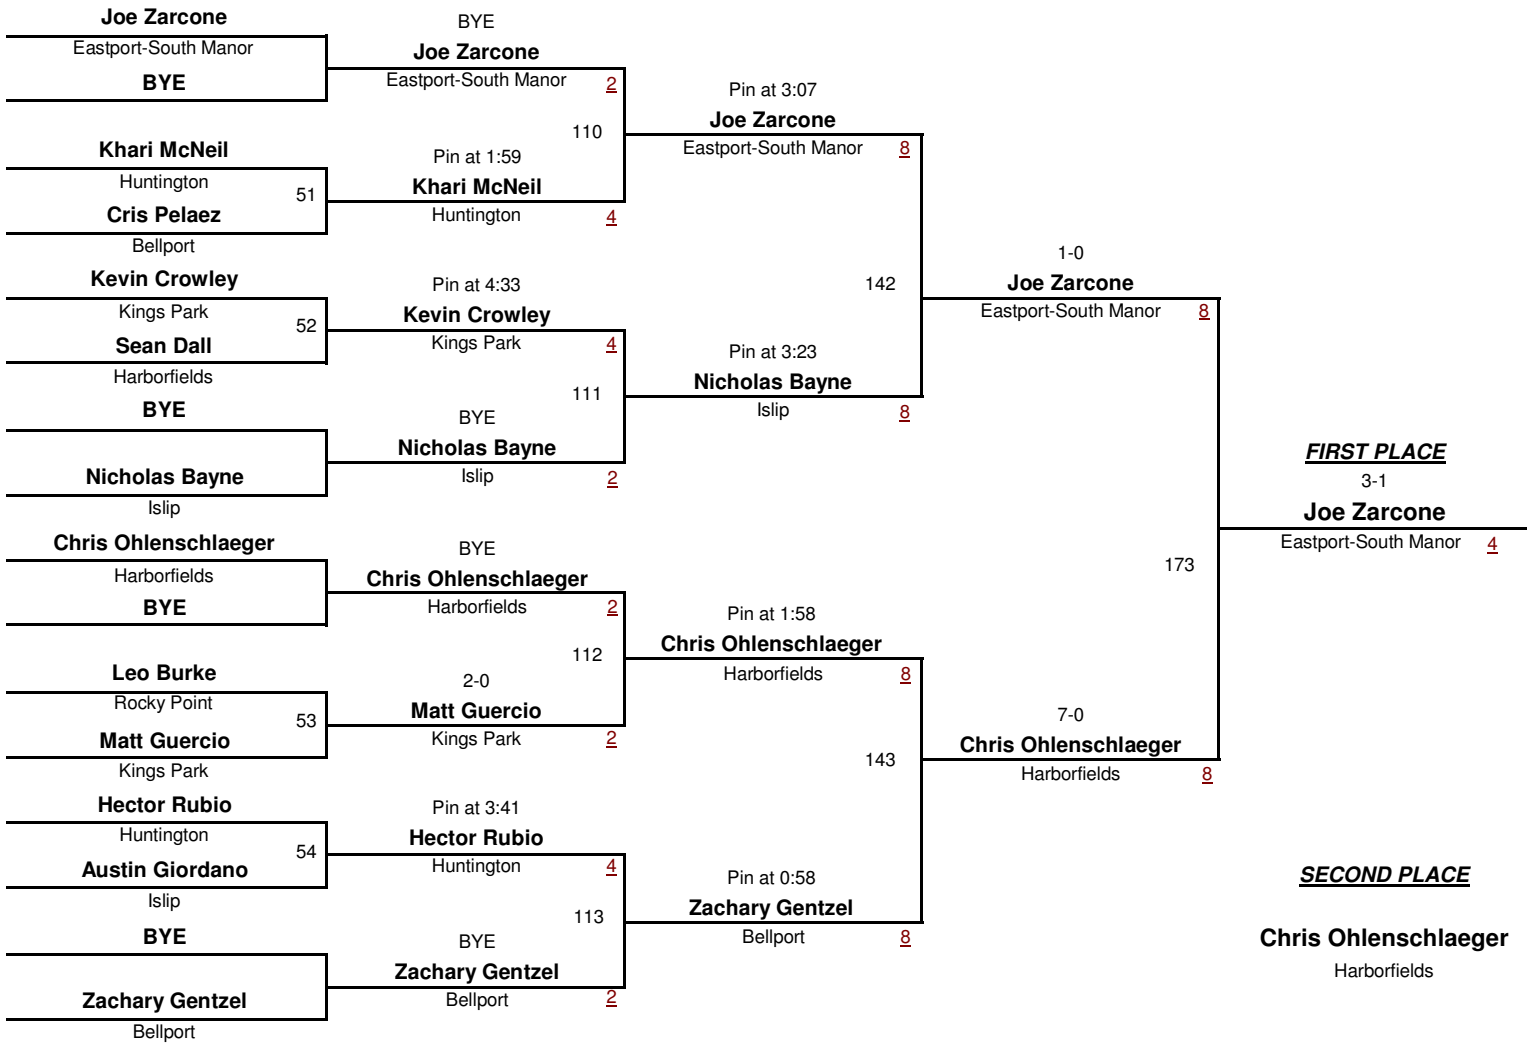 Joe Zarcone
Eastport-South Manor
BYE
Khari McNeil
Huntington
51
Cris Pelaez
Bellport
Kevin Crowley
Kings Park
52
Sean Dall
Harborfields
BYE
Nicholas Bayne
Islip
Chris Ohlenschlaeger
Harborfields
BYE
Leo Burke
Rocky Point
53
Matt Guercio
Kings Park
Hector Rubio
Huntington
54
Austin Giordano
Islip
BYE
Zachary Gentzel
Bellport
BYE
Joe Zarcone
Eastport-South Manor
2
110
Pin at 1:59
Khari McNeil
Huntington
4
Pin at 4:33
Kevin Crowley
Kings Park
4
111
BYE
Nicholas Bayne
Islip
2
BYE
Chris Ohlenschlaeger
Harborfields
2
112
2-0
Matt Guercio
Kings Park
2
Pin at 3:41
Hector Rubio
Huntington
4
113
BYE
Zachary Gentzel
Bellport
2
Pin at 3:07
Joe Zarcone
Eastport-South Manor
8
142
Pin at 3:23
Nicholas Bayne
Islip
8
Pin at 1:58
Chris Ohlenschlaeger
Harborfields
8
143
Pin at 0:58
Zachary Gentzel
Bellport
8
1-0
Joe Zarcone
Eastport-South Manor
8
173
7-0
Chris Ohlenschlaeger
Harborfields
8
FIRST PLACE
3-1
Joe Zarcone
Eastport-South Manor
4
SECOND PLACE
Chris Ohlenschlaeger
Harborfields